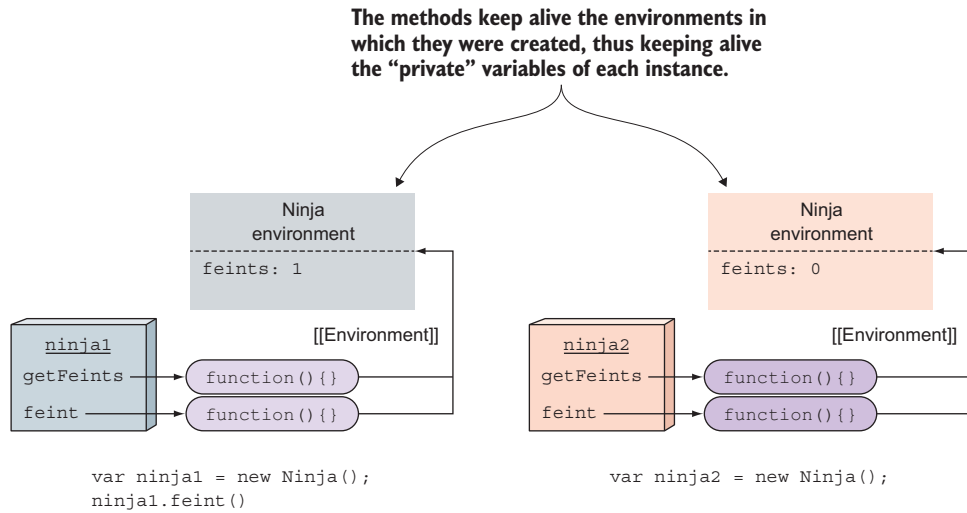 The methods keep alive the environments in
which they were created, thus keeping alive
the “private” variables of each instance.
Ninja
environment
feints: 1
[[Environment]]
ninja1
getFeints
function(){}
feint
function(){}
var ninja1 = new Ninja();
ninja1.feint()
Ninja
environment
feints: 0
[[Environment]]
ninja2
getFeints
function(){}
feint
function(){}
var ninja2 = new Ninja();